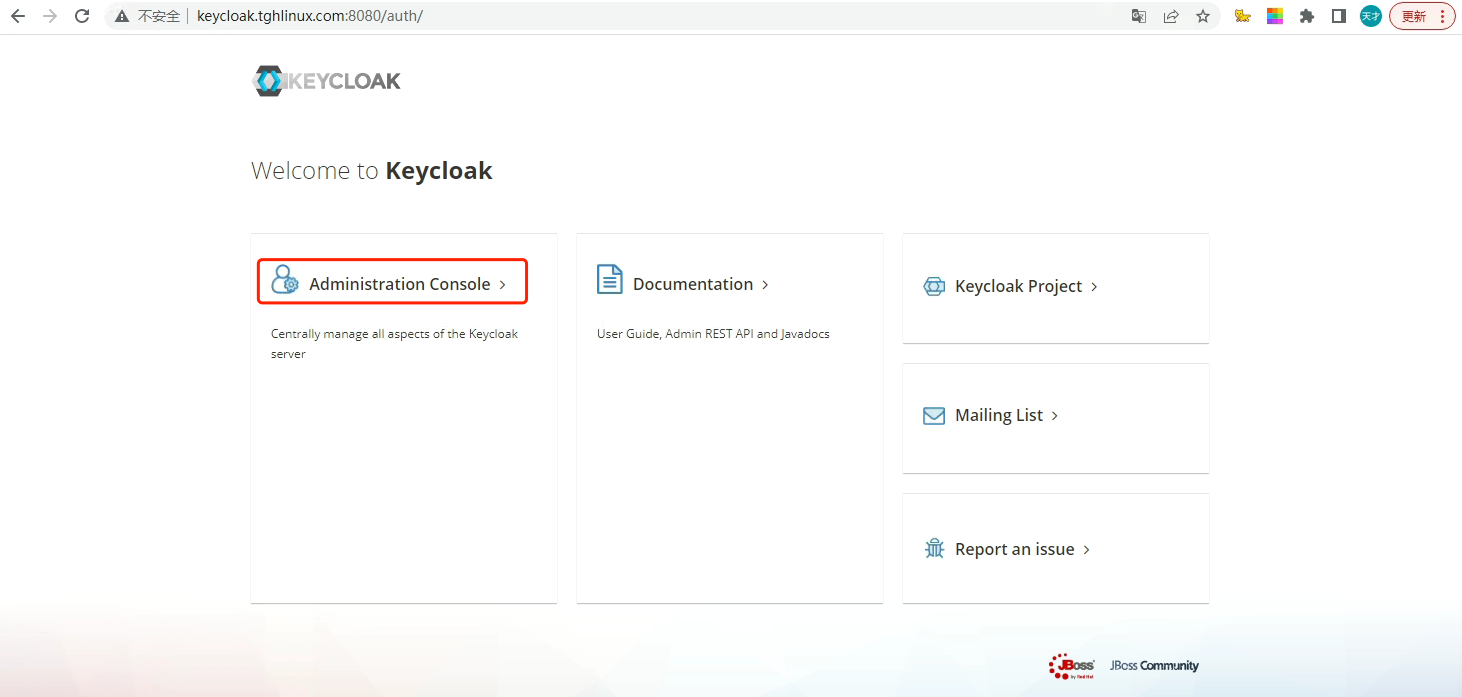 不安全 keycloak.tghlinux.com:8080/auth/
天才
更新
KEYCLOAK
Welcome to Keycloak
Administration Console
Centrally manage all aspects of the Keycloak
server
Documentation
User Guide, Admin REST API and Javadocs
Keycloak Project
Mailing List
Report an issue
JBoss
by Red Hat
JBoss Community